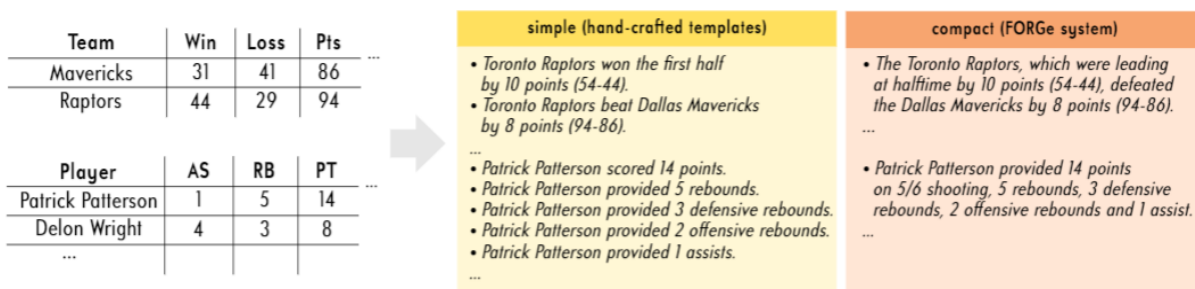 Team Win Loss Pts
...
Mavericks 31 41 86
Raptors 44 29 94
Player AS RB PT
...
Patrick Patterson 1 5 14
Delon Wright 4 3 8
...
simple (hand-crafted templates)
• Toronto Raptors won the first half
by 10 points (54-44).
• Toronto Raptors beat Dallas Mavericks
by 8 points (94-86).
...
• Patrick Patterson scored 14 points.
• Patrick Patterson provided 5 rebounds.
• Patrick Patterson provided 3 defensive rebounds.
• Patrick Patterson provided 2 offensive rebounds.
• Patrick Patterson provided 1 assists.
...
compact (FORGe system)
• The Toronto Raptors, which were leading
at halftime by 10 points (54-44), defeated
the Dallas Mavericks by 8 points (94-86).
...
• Patrick Patterson provided 14 points
on 5/6 shooting, 5 rebounds, 3 defensive
rebounds, 2 offensive rebounds and 1 assist.
...